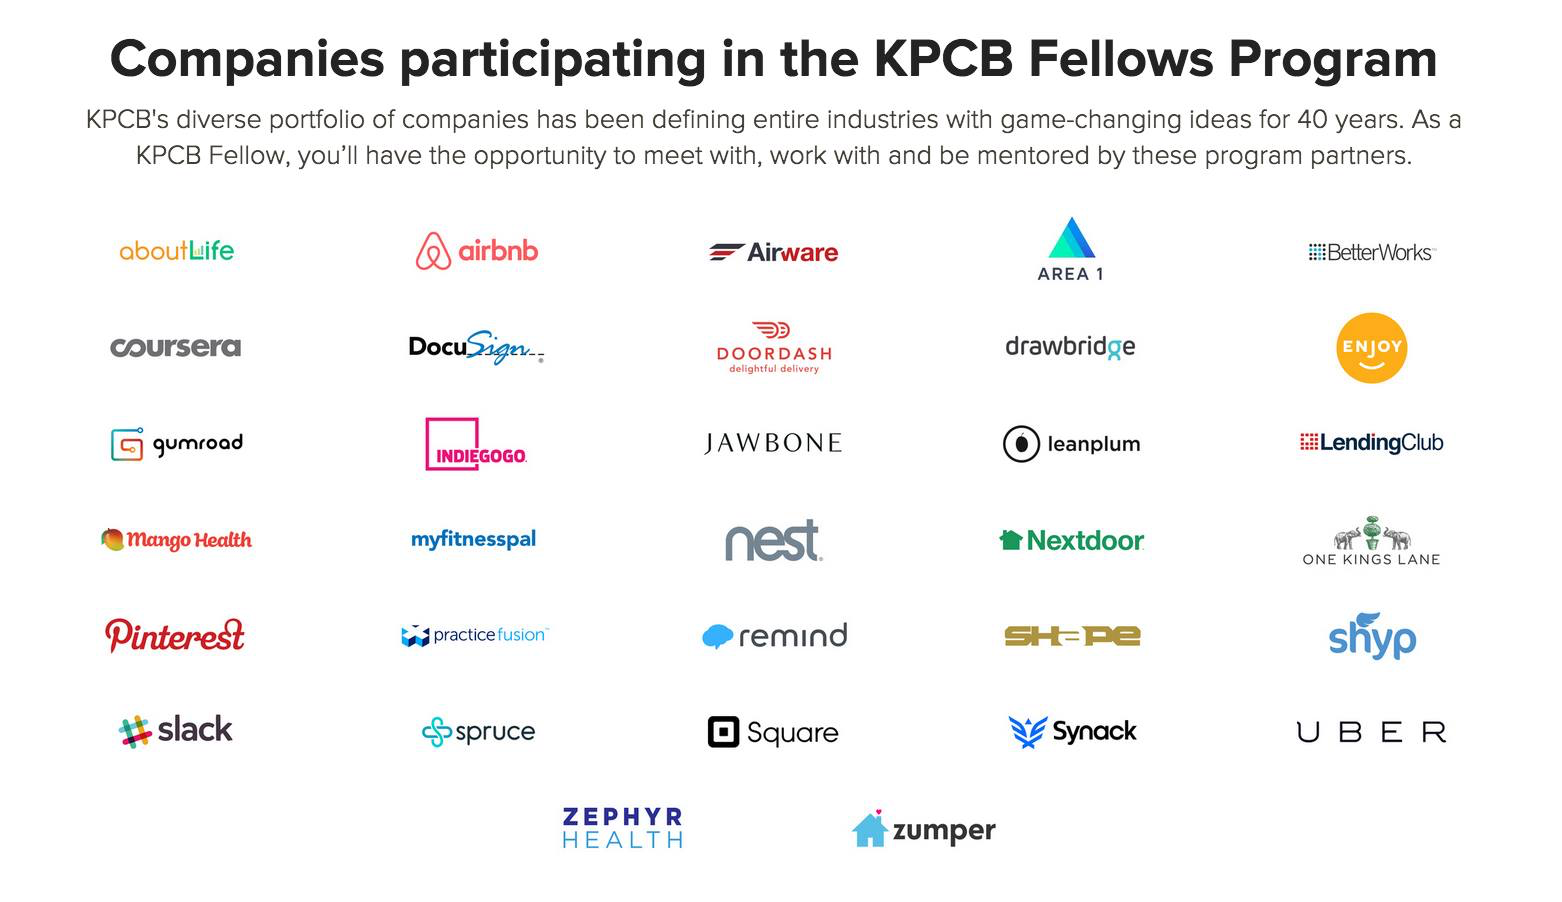 Companies participating in the KPCB Fellows Program
KPCB's diverse portfolio of companies has been defining entire industries with game-changing ideas for 40 years. As a
KPCB Fellow, you’ll have the opportunity to meet with, work with and be mentored by these program partners.
aboutLife
airbnb
Airware
AREA 1
BetterWorks™
coursera
DocuSign®
DOORDASH
delightful delivery
drawbridge
ENJOY
gumroad
INDIEGOGO
JAWBONE
leanplum
LendingClub
Mango Health
myfitnesspal
nest®
Nextdoor
ONE KINGS LANE
Pinterest
practice fusion™
remind
SHAPE
shyp
slack
spruce
Square
Synack
UBER
ZEPHYR
HEALTH
zumper